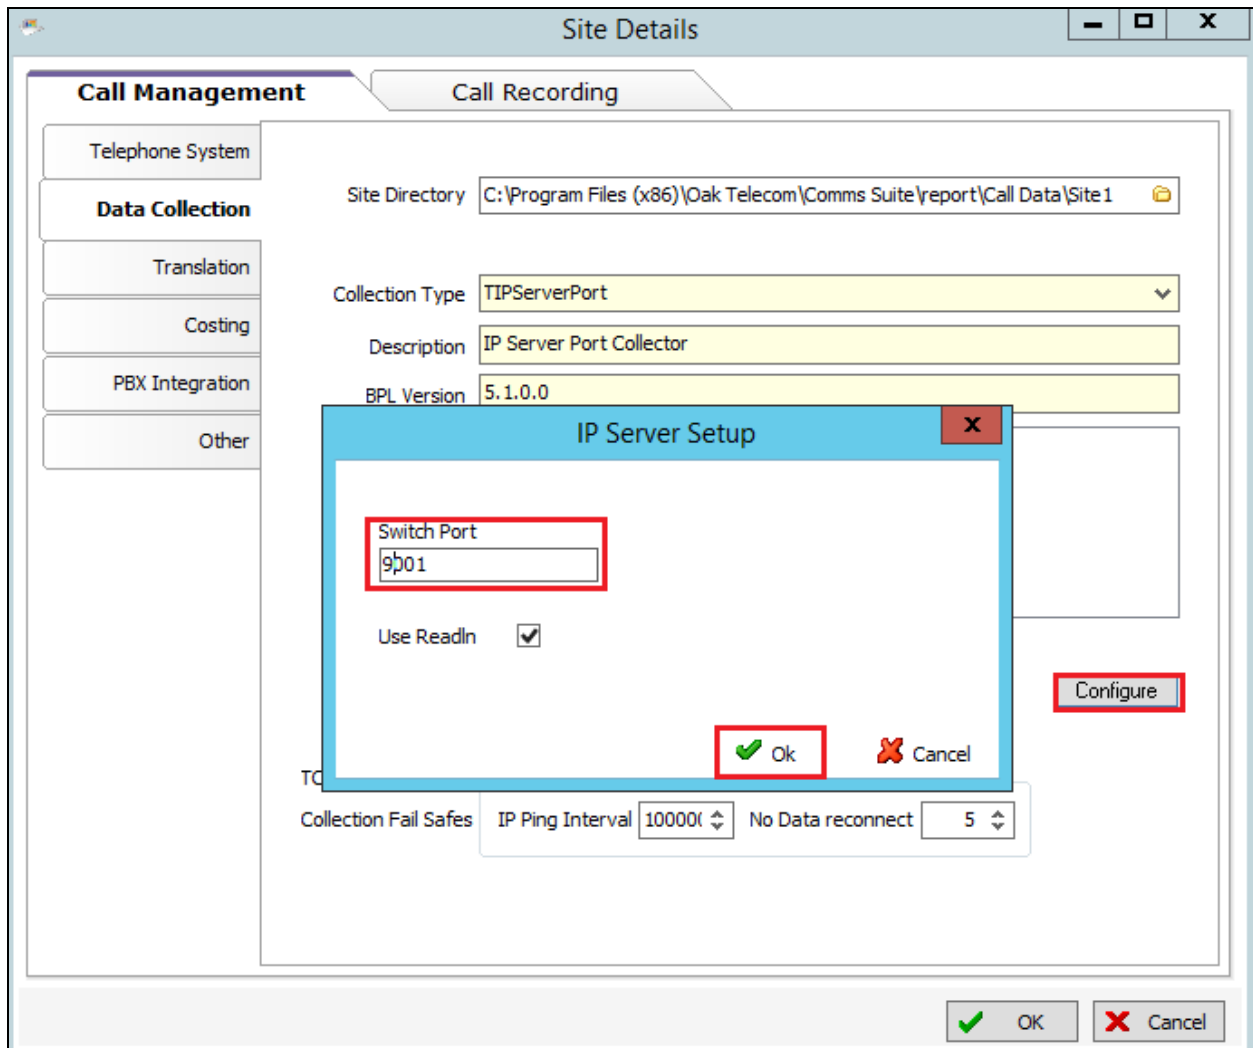 Site Details
Call Management
Call Recording
Telephone System
Data Collection
Translation
Costing
PBX Integration
Other
Site Directory C:\Program Files (x86)\Oak Telecom\Comms Suite\report\Call Data\Site1
Collection Type TIPServerPort
Description IP Server Port Collector
BPL Version 5.1.0.0
IP Server Setup
Switch Port
9001
Use Readln
Configure
Ok Cancel
TC
Collection Fail Safes IP Ping Interval 10000 No Data reconnect 5
OK Cancel